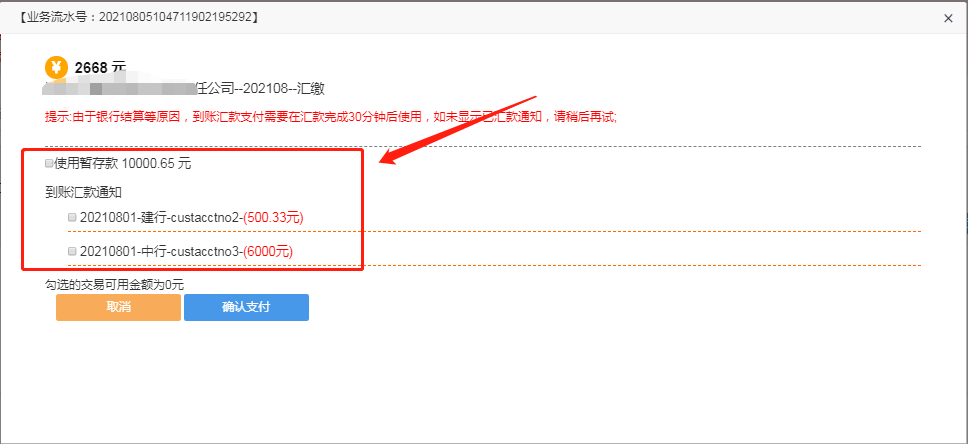 【业务流水号：20210805104711902195292】
¥ 2668 元
任公司--202108--汇缴
提示:由于银行结算等原因，到账汇款支付需要在汇款完成30分钟后使用，如未显示已汇款通知，请稍后再试;
使用暂存款 10000.65 元
到账汇款通知
20210801-建行-custacctno2-(500.33元)
20210801-中行-custacctno3-(6000元)
勾选的交易可用金额为0元
取消 确认支付